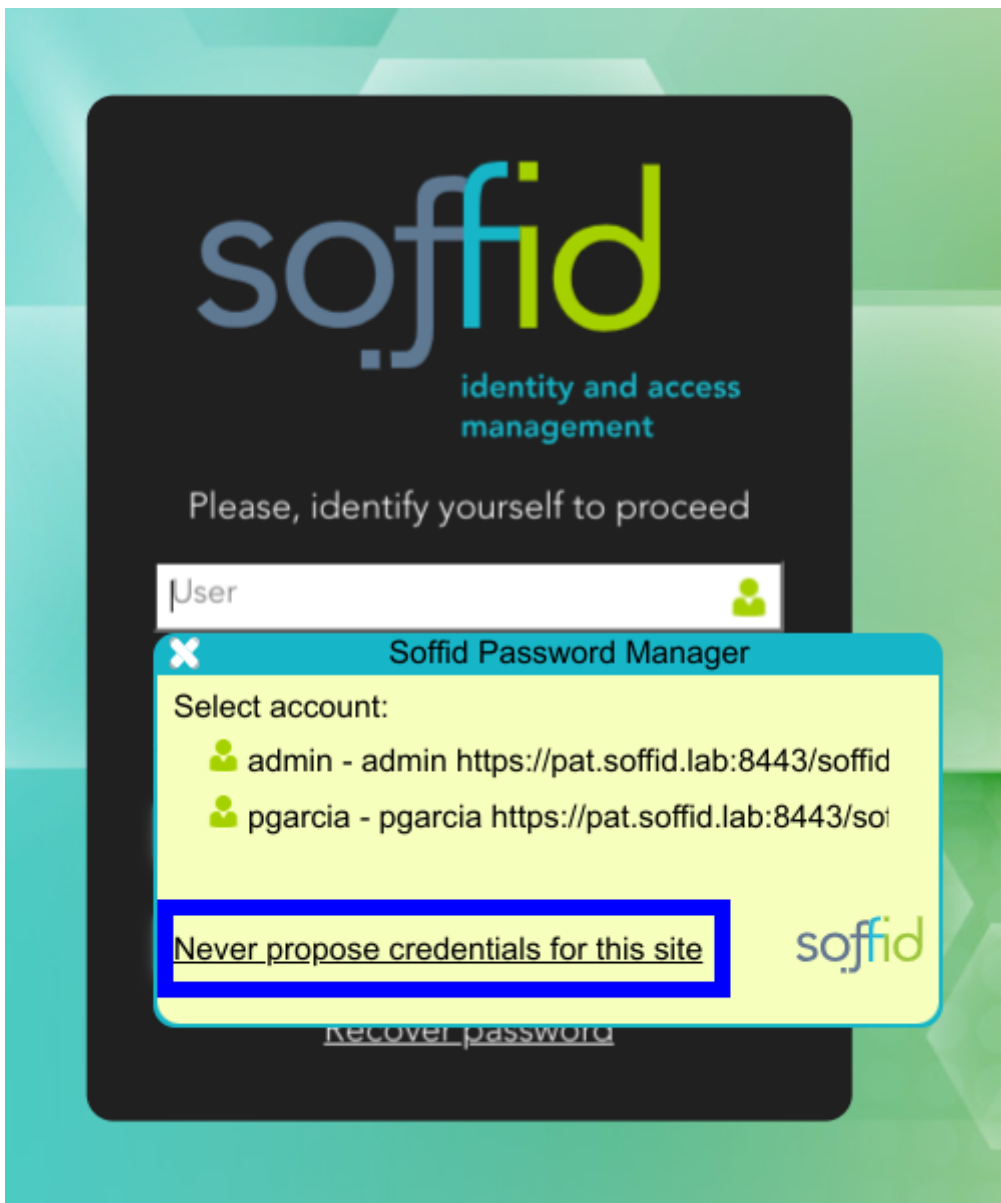 soffid
identity and access
management
Please, identify yourself to proceed
User
Soffid Password Manager
Select account:
admin - admin https://pat.soffid.lab:8443/soffid
pgarcia - pgarcia https://pat.soffid.lab:8443/sof
Never propose credentials for this site
soffid
Recover password